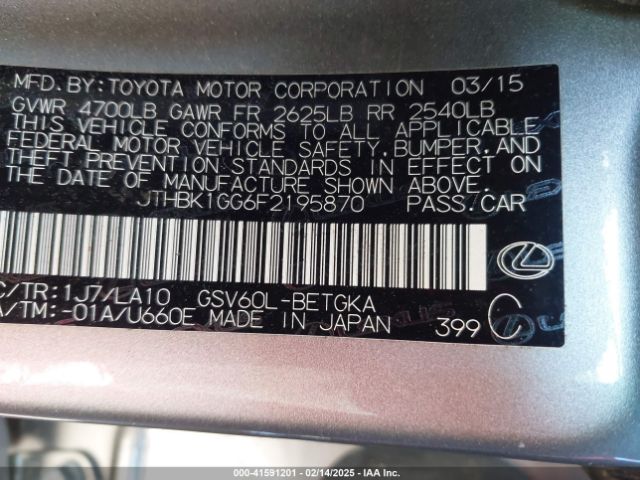 MFD. BY: TOYOTA MOTOR CORPORATION 03/15
GVWR 4700LB GAWR FR 2625LB RR 2540LB
THIS VEHICLE CONFORMS TO ALL APPLICABLE
FEDERAL MOTOR VEHICLE SAFETY, BUMPER, AND
THEFT PREVENTION STANDARDS IN EFFECT ON
THE DATE OF MANUFACTURE SHOWN ABOVE.
JTHBK1GG6F2195870 PASS. CAR
C/TR: 1J7/LA10 GSV60L-BETGKA
A/TM: -01A/U660E MADE IN JAPAN 399 C
000-41591201 | 02/14/2025 | IAA Inc.